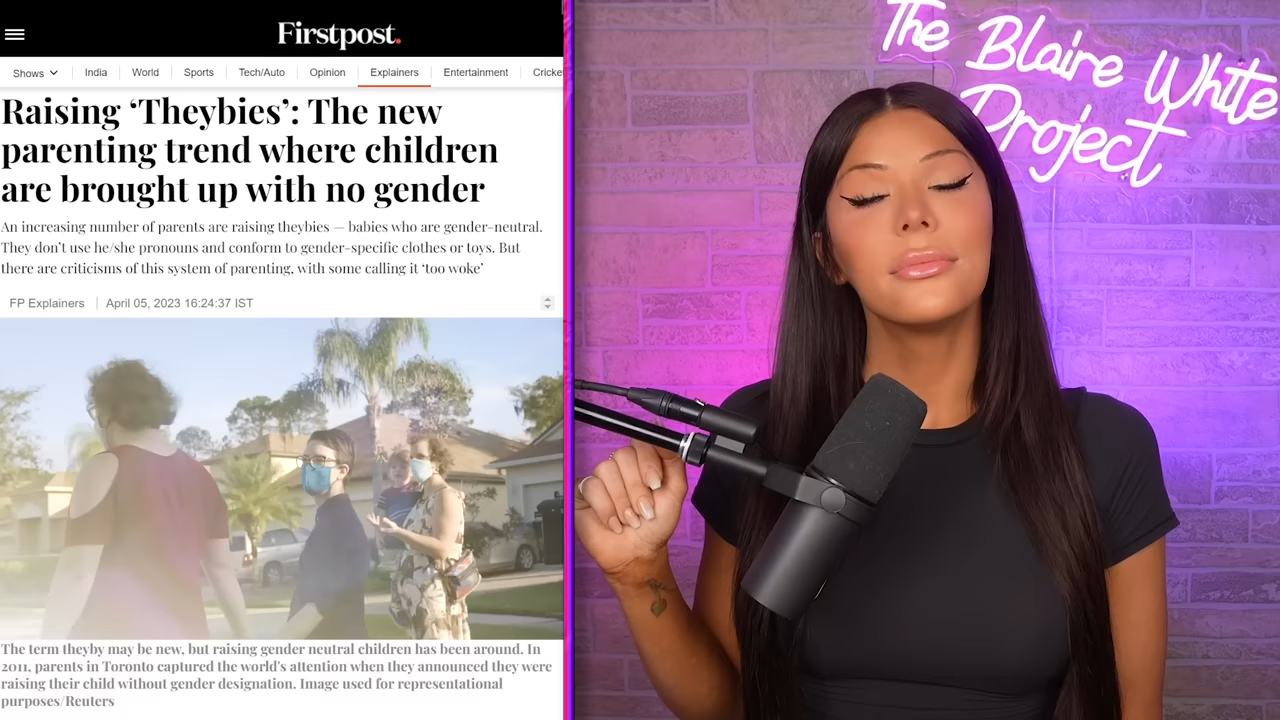 Firstpost.
Shows
India
World
Sports
Tech/Auto
Opinion
Explainers
Entertainment
Cricke
Raising ‘Theybies’: The new
parenting trend where children
are brought up with no gender
An increasing number of parents are raising theybies — babies who are gender-neutral.
They don’t use he/she pronouns and conform to gender-specific clothes or toys. But
there are criticisms of this system of parenting, with some calling it ‘too woke’
FP Explainers
April 05, 2023 16:24:37 IST
The term theyby may be new, but raising gender neutral children has been around. In
2011, parents in Toronto captured the world's attention when they announced they were
raising their child without gender designation. Image used for representational
purposes/Reuters
The Blaire White
Project